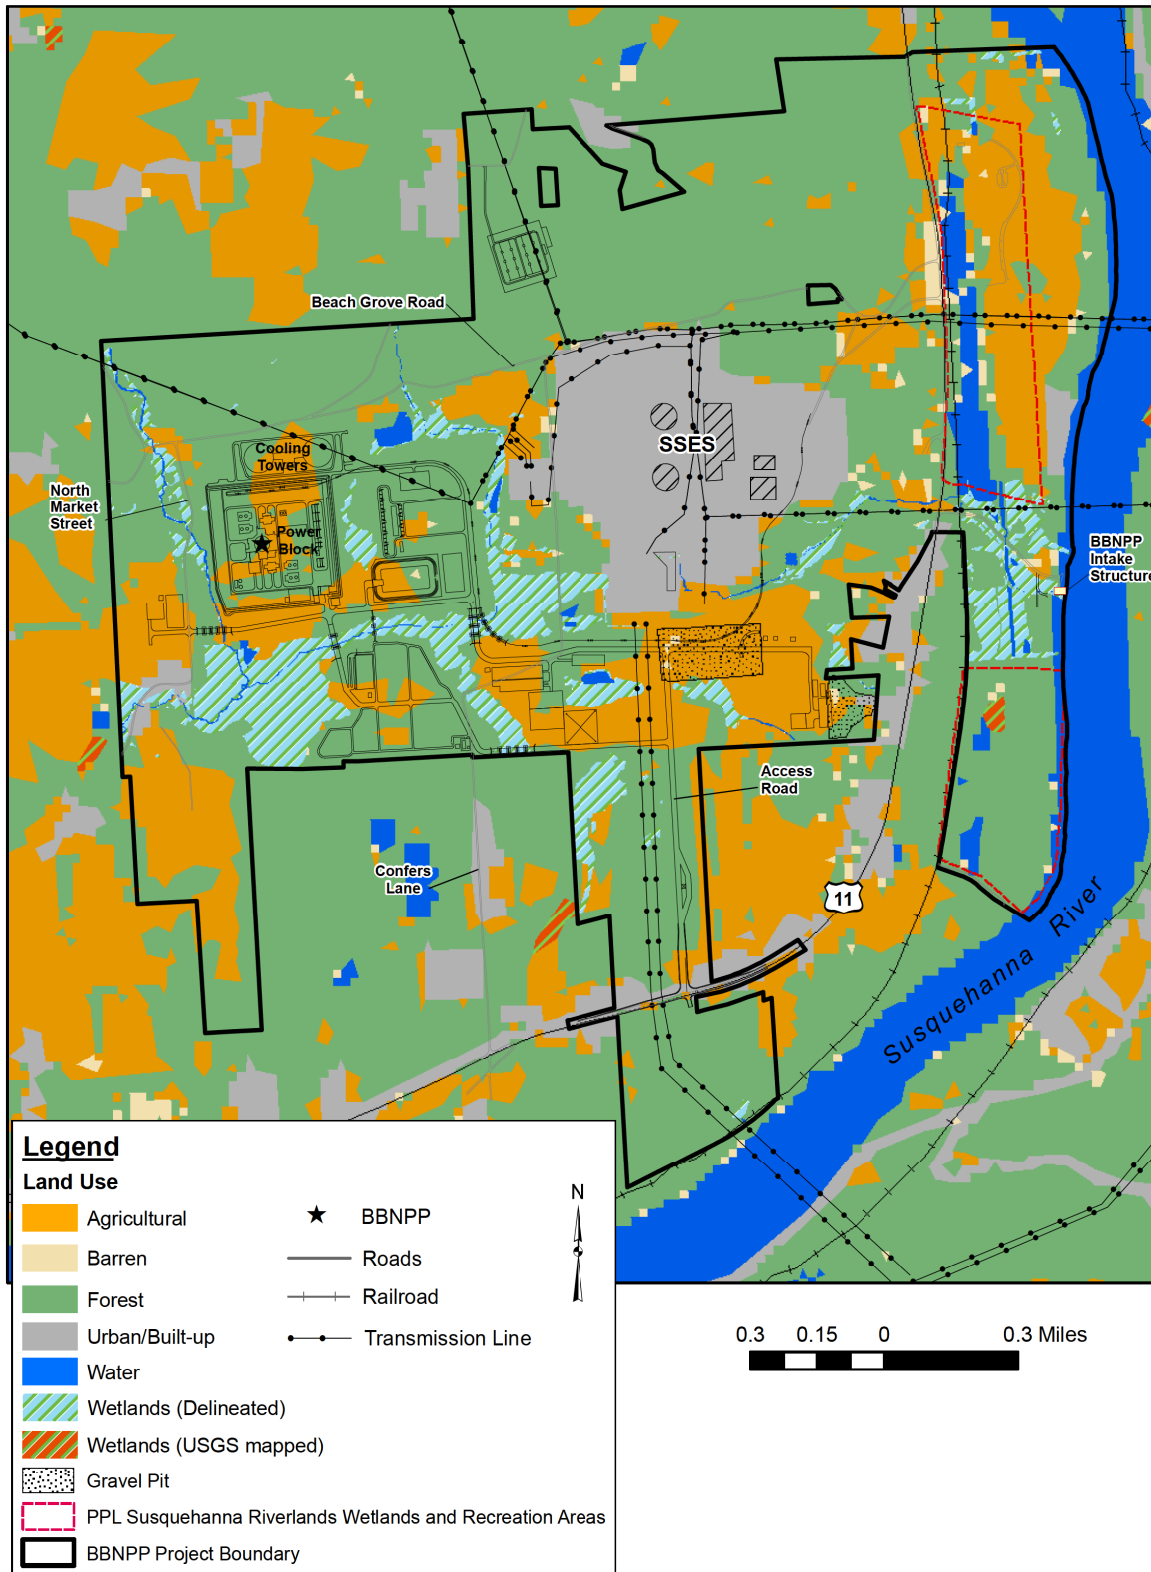 Beach Grove Road
Cooling
Towers
SSES
North
Market
Street
Power
Block
BBNPP
Intake
Structure
Access
Road
Confers
Lane
11
Susquehanna River
Legend
Land Use
Agricultural
Barren
Forest
Urban/Built-up
Water
Wetlands (Delineated)
Wetlands (USGS mapped)
Gravel Pit
PPL Susquehanna Riverlands Wetlands and Recreation Areas
BBNPP Project Boundary
BBNPP
Roads
Railroad
Transmission Line
N
0.3 0.15 0 0.3 Miles